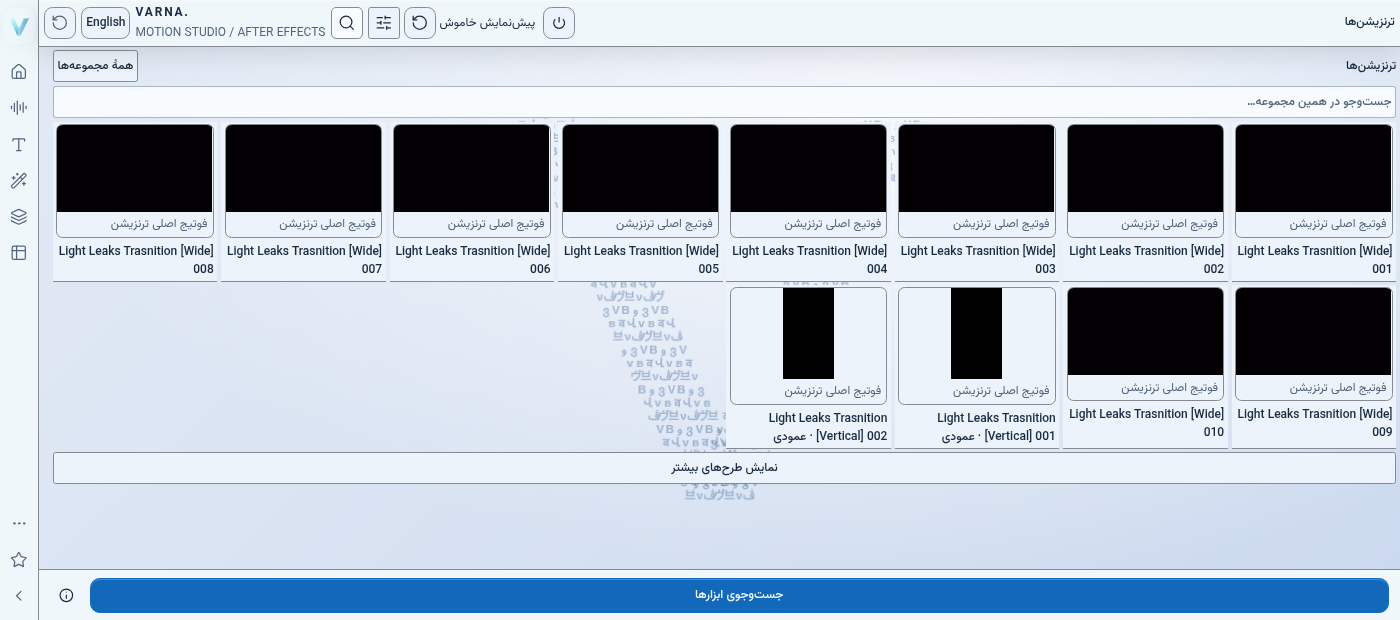 English
VARNA.
MOTION STUDIO / AFTER EFFECTS
پیش‌نمایش خاموش
ترنزیشن‌ها
همهٔ مجموعه‌ها
ترنزیشن‌ها
جست‌وجو در همین مجموعه…
فوتیج اصلی ترنزیشن
Light Leaks Trasnition [Wide]
001
فوتیج اصلی ترنزیشن
Light Leaks Trasnition [Wide]
002
فوتیج اصلی ترنزیشن
Light Leaks Trasnition [Wide]
003
فوتیج اصلی ترنزیشن
Light Leaks Trasnition [Wide]
004
فوتیج اصلی ترنزیشن
Light Leaks Trasnition [Wide]
005
فوتیج اصلی ترنزیشن
Light Leaks Trasnition [Wide]
006
فوتیج اصلی ترنزیشن
Light Leaks Trasnition [Wide]
007
فوتیج اصلی ترنزیشن
Light Leaks Trasnition [Wide]
008
فوتیج اصلی ترنزیشن
Light Leaks Trasnition [Wide]
009
فوتیج اصلی ترنزیشن
Light Leaks Trasnition [Wide]
010
فوتیج اصلی ترنزیشن
Light Leaks Trasnition
[Vertical] 001 · عمودی
فوتیج اصلی ترنزیشن
Light Leaks Trasnition
[Vertical] 002 · عمودی
نمایش طرح‌های بیشتر
جست‌وجوی ابزارها